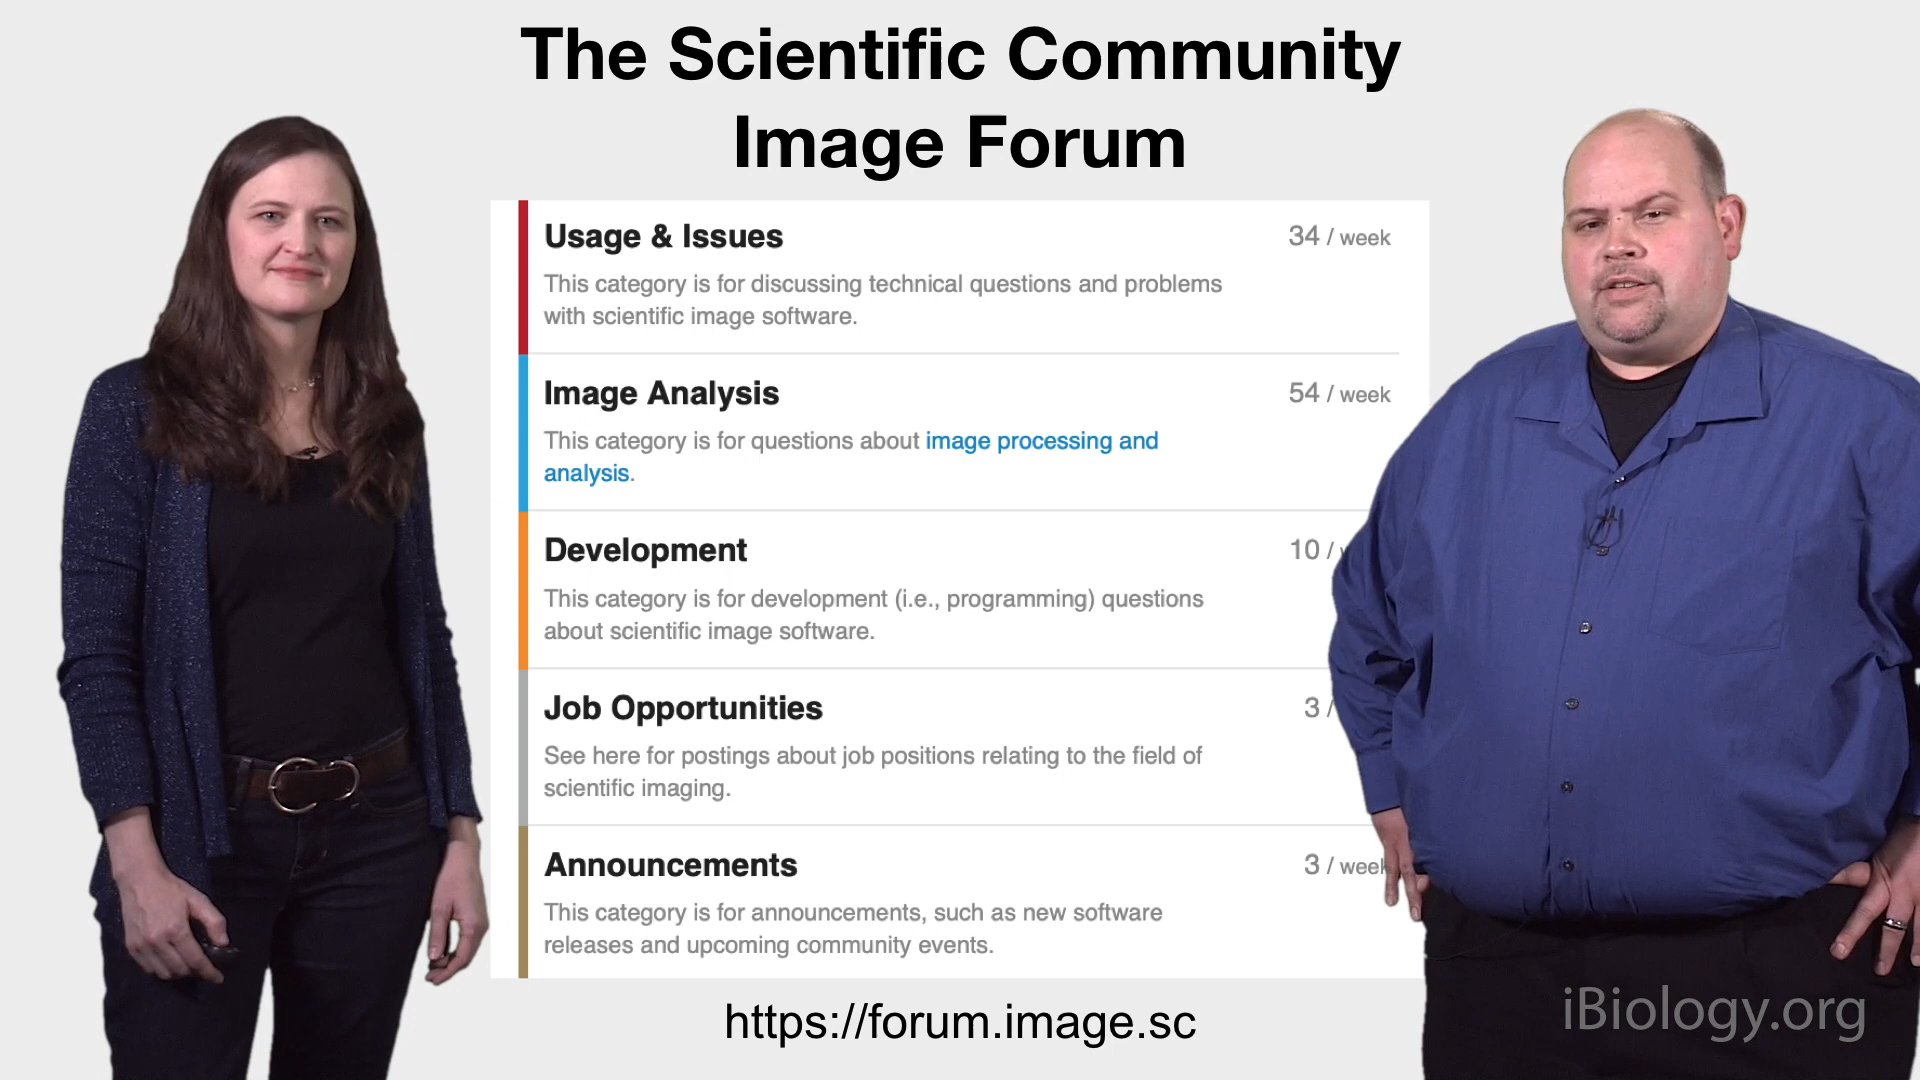 The Scientific Community
Image Forum
Usage & Issues 34 / week
This category is for discussing technical questions and problems
with scientific image software.
Image Analysis 54 / week
This category is for questions about image processing and
analysis.
Development 10 /
This category is for development (i.e., programming) questions
about scientific image software.
Job Opportunities 3 /
See here for postings about job positions relating to the field of
scientific imaging.
Announcements 3 / week
This category is for announcements, such as new software
releases and upcoming community events.
https://forum.image.sc
iBiology.org